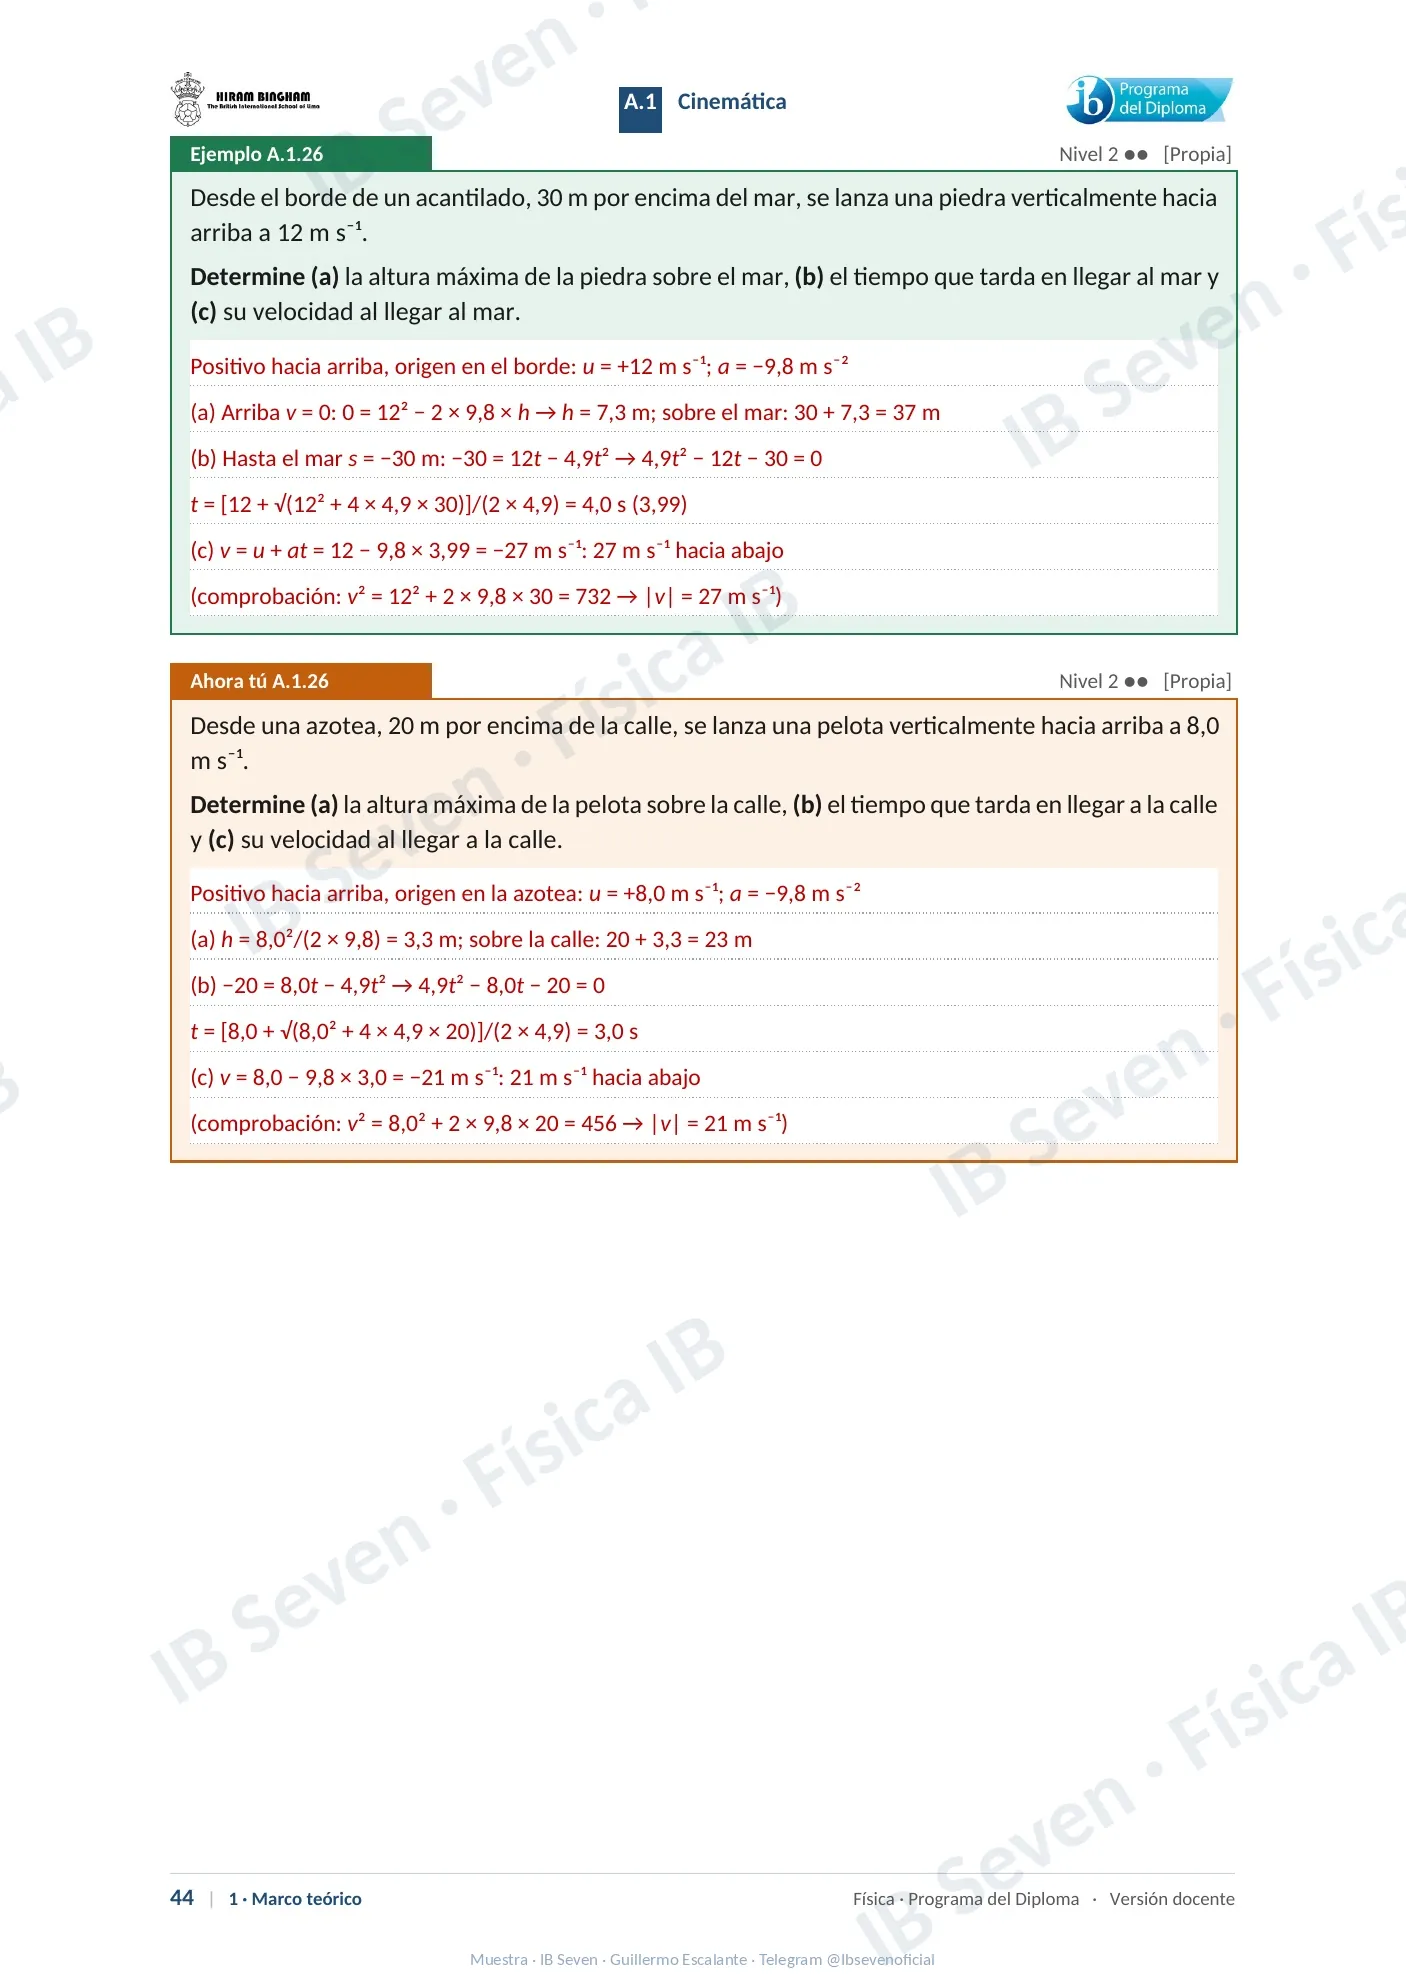 HIRAM BINGHAM
The British International School of Lima
A.1 Cinemática
Programa
del Diploma
Ejemplo A.1.26
Nivel 2 ●● [Propia]
Desde el borde de un acantilado, 30 m por encima del mar, se lanza una piedra verticalmente hacia
arriba a 12 m s⁻¹.
Determine (a) la altura máxima de la piedra sobre el mar, (b) el tiempo que tarda en llegar al mar y
(c) su velocidad al llegar al mar.
Positivo hacia arriba, origen en el borde: u = +12 m s⁻¹; a = −9,8 m s⁻²
(a) Arriba v = 0: 0 = 12² − 2 × 9,8 × h → h = 7,3 m; sobre el mar: 30 + 7,3 = 37 m
(b) Hasta el mar s = −30 m: −30 = 12t − 4,9t² → 4,9t² − 12t − 30 = 0
t = [12 + √(12² + 4 × 4,9 × 30)]/(2 × 4,9) = 4,0 s (3,99)
(c) v = u + at = 12 − 9,8 × 3,99 = −27 m s⁻¹: 27 m s⁻¹ hacia abajo
(comprobación: v² = 12² + 2 × 9,8 × 30 = 732 → |v| = 27 m s⁻¹)
Ahora tú A.1.26
Nivel 2 ●● [Propia]
Desde una azotea, 20 m por encima de la calle, se lanza una pelota verticalmente hacia arriba a 8,0
m s⁻¹.
Determine (a) la altura máxima de la pelota sobre la calle, (b) el tiempo que tarda en llegar a la calle
y (c) su velocidad al llegar a la calle.
Positivo hacia arriba, origen en la azotea: u = +8,0 m s⁻¹; a = −9,8 m s⁻²
(a) h = 8,0²/(2 × 9,8) = 3,3 m; sobre la calle: 20 + 3,3 = 23 m
(b) −20 = 8,0t − 4,9t² → 4,9t² − 8,0t − 20 = 0
t = [8,0 + √(8,0² + 4 × 4,9 × 20)]/(2 × 4,9) = 3,0 s
(c) v = 8,0 − 9,8 × 3,0 = −21 m s⁻¹: 21 m s⁻¹ hacia abajo
(comprobación: v² = 8,0² + 2 × 9,8 × 20 = 456 → |v| = 21 m s⁻¹)
IB Seven · Física IB
44 | 1 · Marco teórico
Física · Programa del Diploma · Versión docente
Muestra · IB Seven · Guillermo Escalante · Telegram @Ibsevenoficial